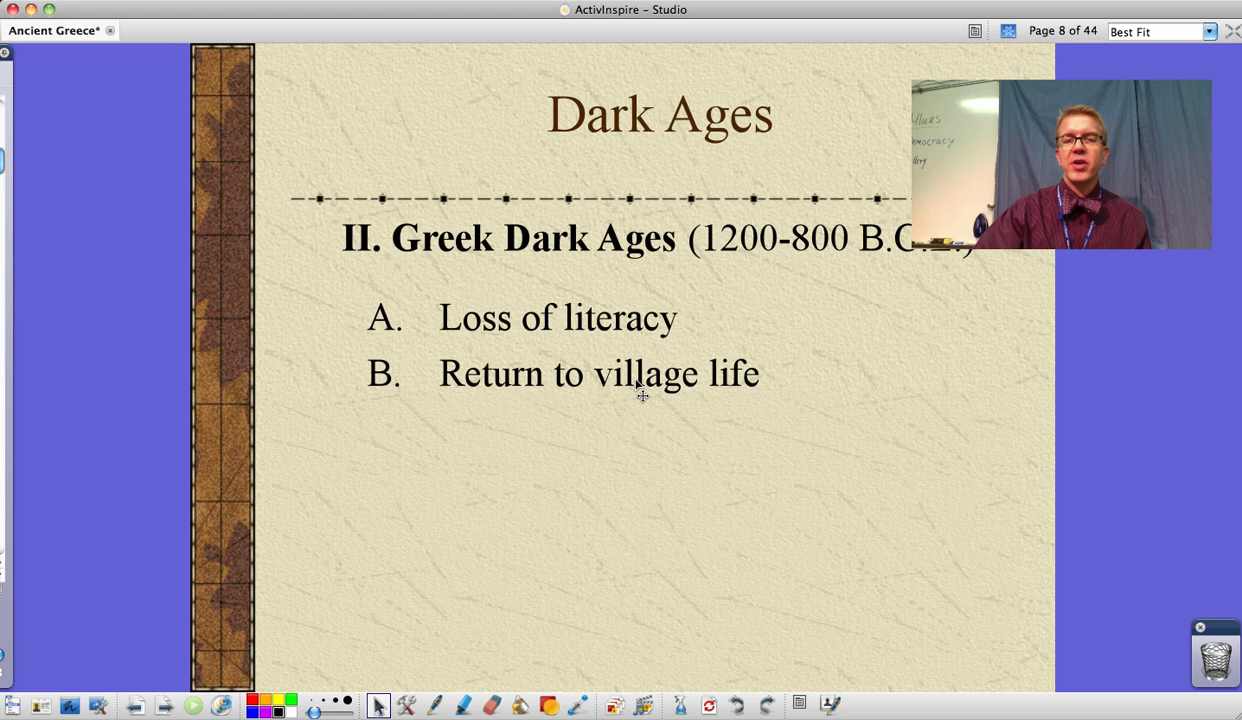 ActivInspire – Studio
Ancient Greece*
Page 8 of 44
Best Fit
Dark Ages
II. Greek Dark Ages (1200-800 B.C.E.)
A. Loss of literacy
B. Return to village life